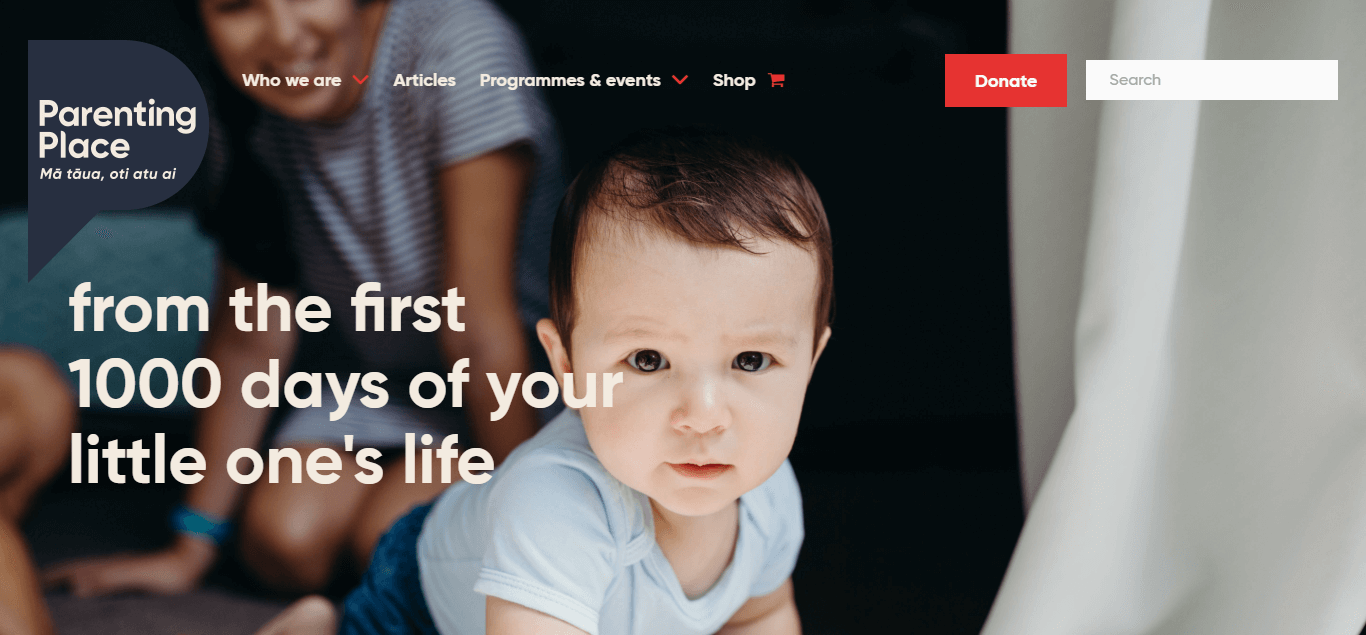 Parenting
Place
Mā tāua, oti atu ai
Who we are
Articles
Programmes & events
Shop
Donate
Search
from the first
1000 days of your
little one's life